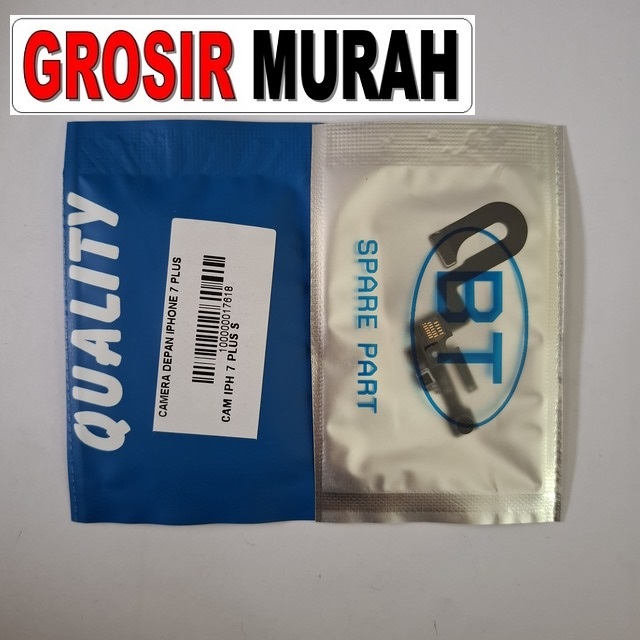 GROSIR MURAH
QUALITY
CAMERA DEPAN IPHONE 7 PLUS
100000017618
CAM IPH 7 PLUS S
SPARE PART
BT